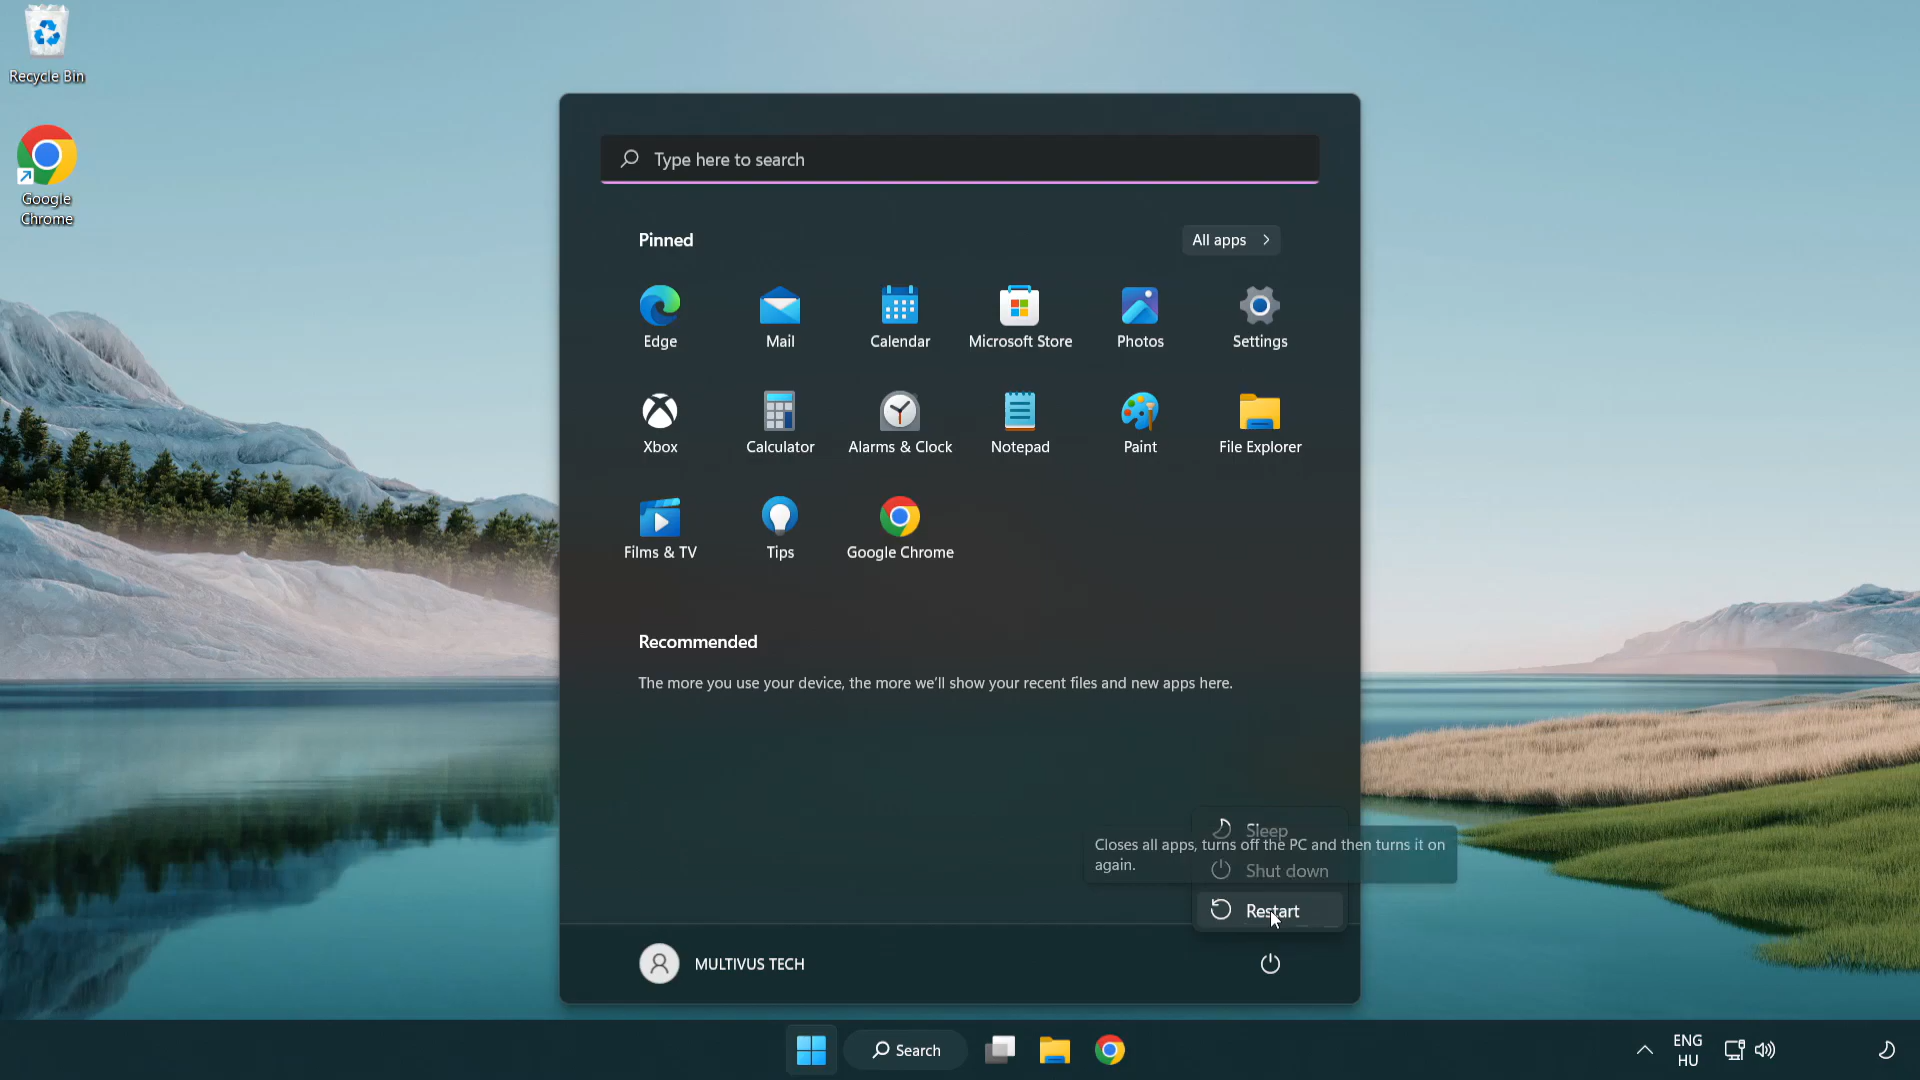 Recycle Bin
Google
Chrome
Type here to search
Pinned
All apps
Edge
Mail
Calendar
Microsoft Store
Photos
Settings
Xbox
Calculator
Alarms & Clock
Notepad
Paint
File Explorer
Films & TV
Tips
Google Chrome
Recommended
The more you use your device, the more we'll show your recent files and new apps here.
Sleep
Closes all apps, turns off the PC and then turns it on
again.
Shut down
Restart
MULTIVUS TECH
Search
ENG
HU